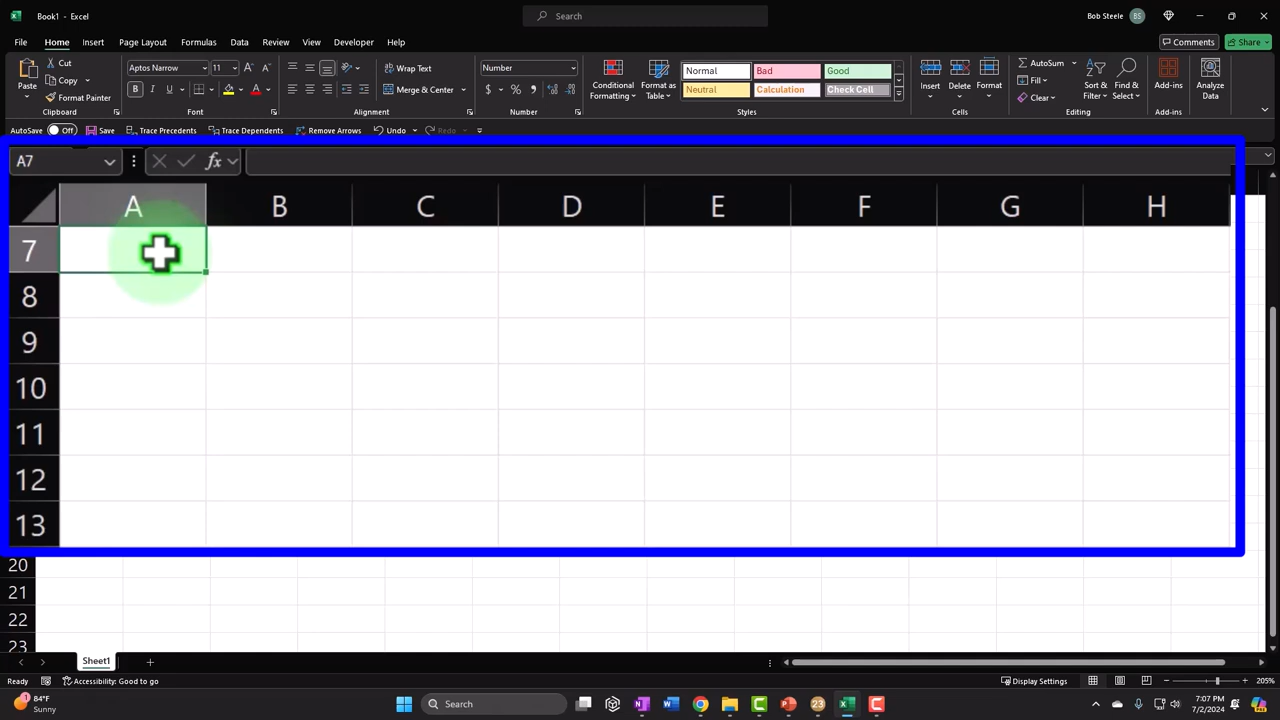 Book1 - Excel
Search
Bob Steele BS
File Home Insert Page Layout Formulas Data Review View Developer Help
Comments Share
Paste Cut Copy Format Painter
Clipboard
Aptos Narrow 11
B I U A
Font
Wrap Text
Merge & Center
Alignment
Number
$ % ,
Number
Conditional Formatting
Format as Table
Normal Bad Good
Neutral Calculation Check Cell
Styles
Insert Delete Format
Cells
AutoSum
Fill
Clear
Sort & Filter
Find & Select
Editing
Add-ins
Add-ins
Analyze Data
AutoSave Off Save Trace Precedents Trace Dependents Remove Arrows Undo Redo
A7 fx
A B C D E F G H
7
8
9
10
11
12
13
20
21
22
23
Sheet1
Ready Accessibility: Good to go Display Settings 205%
1 84°F
Sunny
Search
23
7:07 PM
7/2/2024